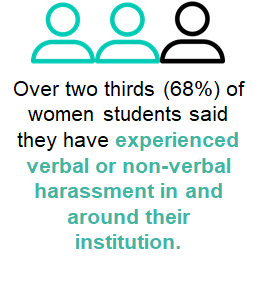 Over two thirds (68%) of
women students said
they have experienced
verbal or non-verbal
harassment in and
around their
institution.